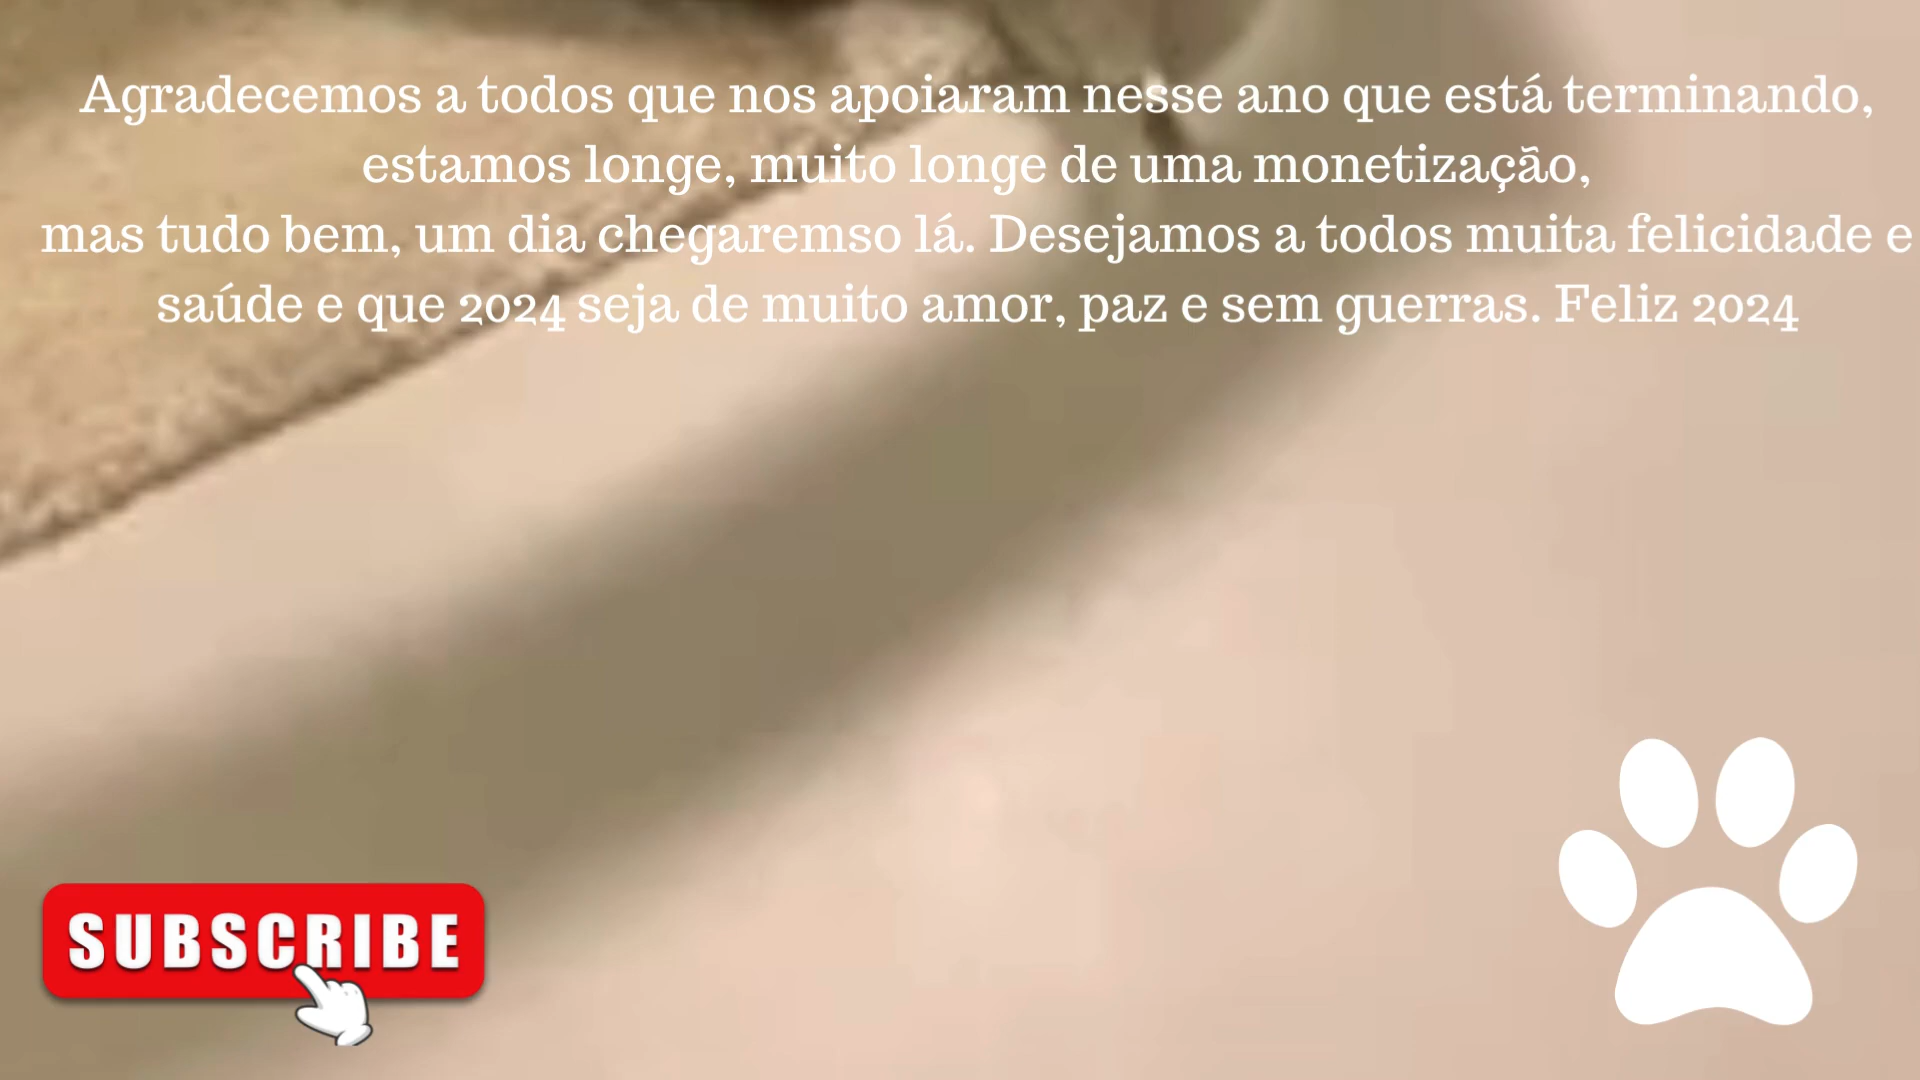 Agradecemos a todos que nos apoiaram nesse ano que está terminando,
estamos longe, muito longe de uma monetização,
mas tudo bem, um dia chegaremso lá. Desejamos a todos muita felicidade e
saúde e que 2024 seja de muito amor, paz e sem guerras. Feliz 2024
SUBSCRIBE